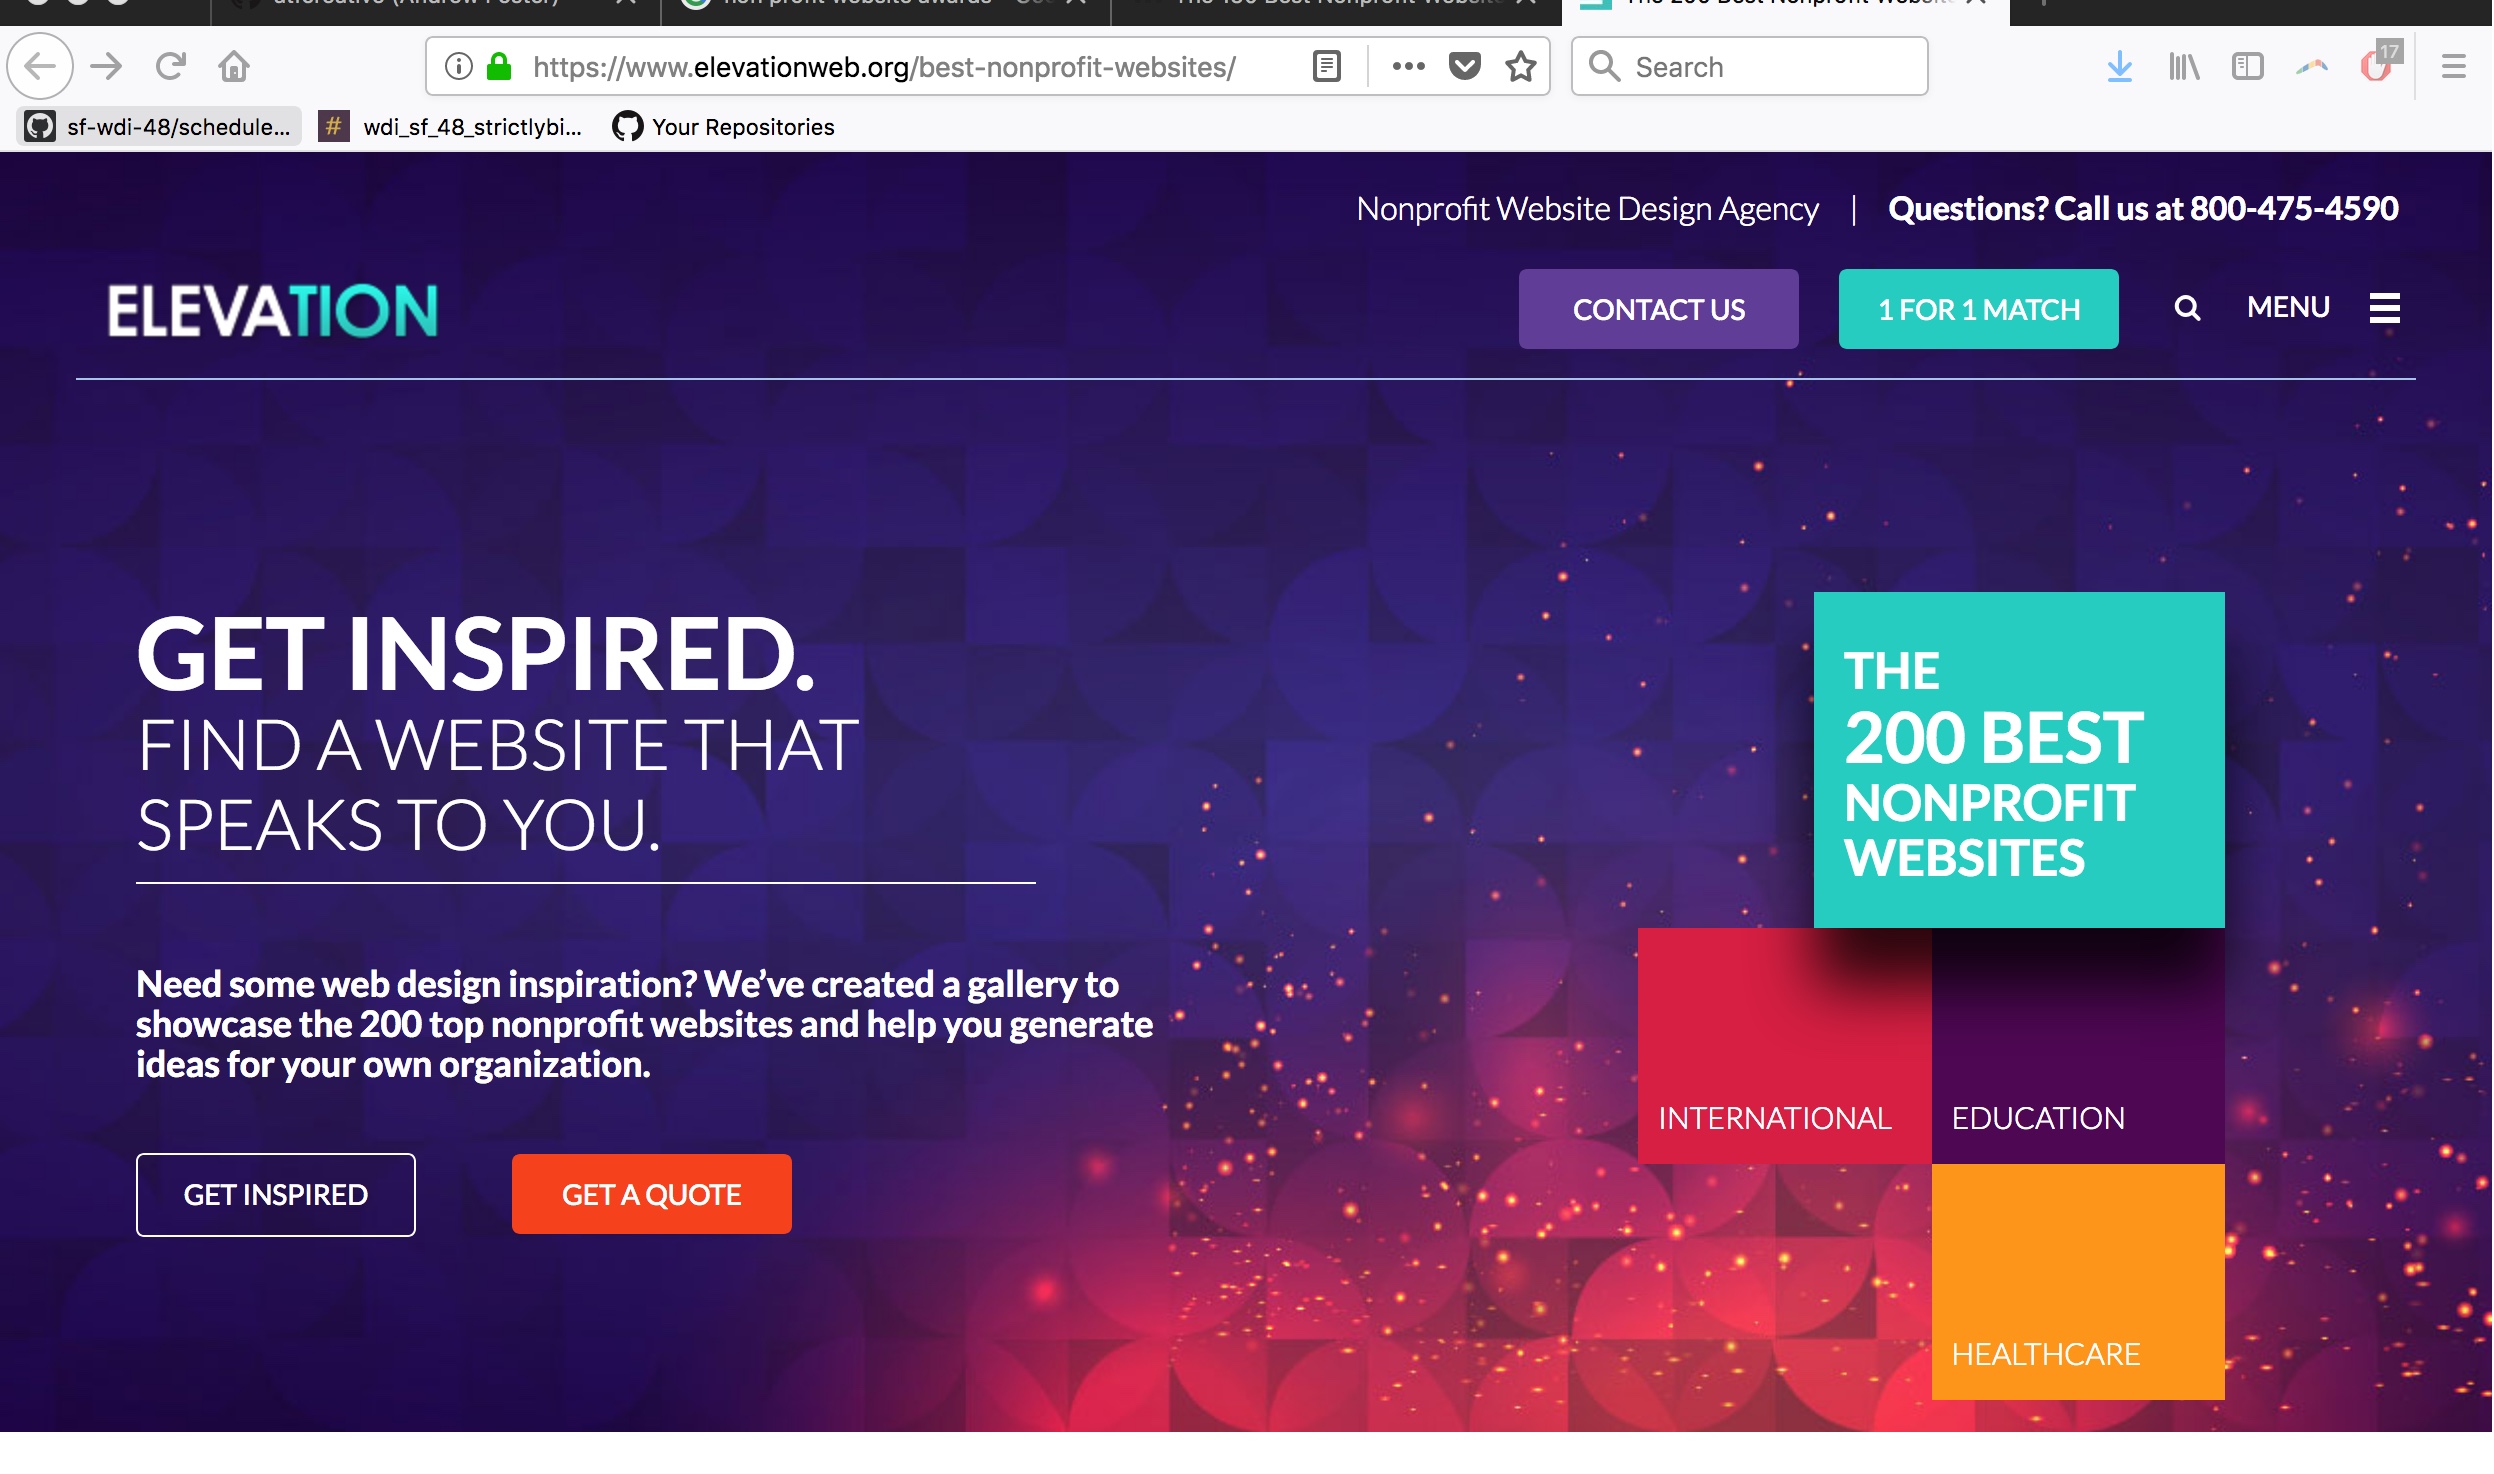 https://www.elevationweb.org/best-nonprofit-websites/
Search
17
sf-wdi-48/schedule...
# wdi_sf_48_strictlybi...
Your Repositories
Nonprofit Website Design Agency | Questions? Call us at 800-475-4590
ELEVATION
CONTACT US
1 FOR 1 MATCH
MENU
GET INSPIRED.
FIND A WEBSITE THAT
SPEAKS TO YOU.
Need some web design inspiration? We’ve created a gallery to
showcase the 200 top nonprofit websites and help you generate
ideas for your own organization.
GET INSPIRED
GET A QUOTE
THE
200 BEST
NONPROFIT
WEBSITES
INTERNATIONAL
EDUCATION
HEALTHCARE